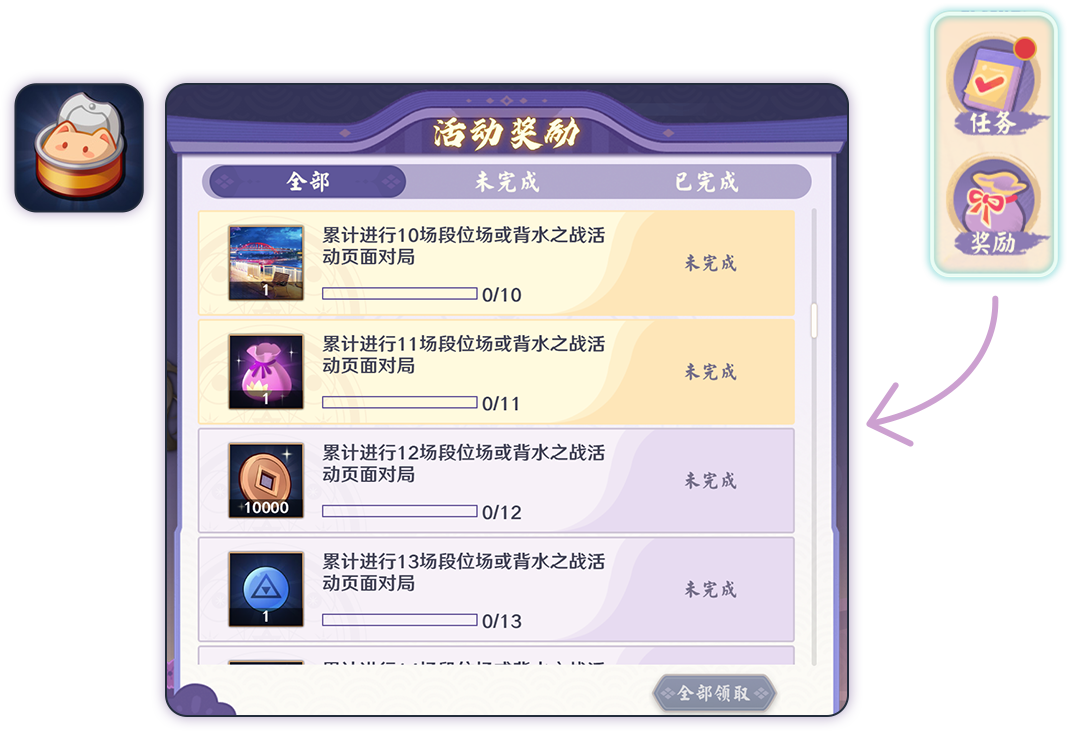 任务
奖励
活动奖励
全部
未完成
已完成
累计进行10场段位场或背水之战活
动页面对局
1
0/10
未完成
累计进行11场段位场或背水之战活
动页面对局
1
0/11
未完成
累计进行12场段位场或背水之战活
动页面对局
10000
0/12
未完成
累计进行13场段位场或背水之战活
动页面对局
1
0/13
未完成
全部领取